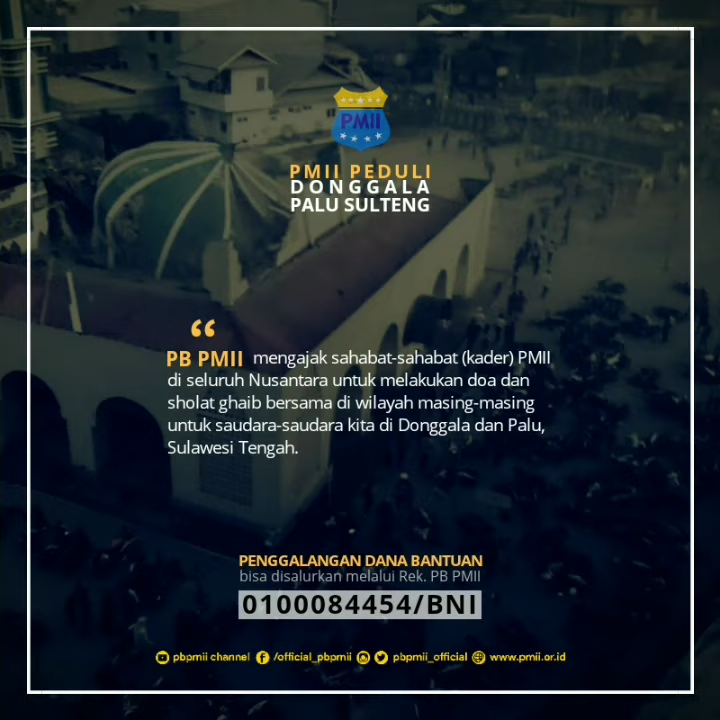 PMII
PMII PEDULI
DONGGALA
PALU SULTENG
“
PB PMII mengajak sahabat-sahabat (kader) PMII
di seluruh Nusantara untuk melakukan doa dan
sholat ghaib bersama di wilayah masing-masing
untuk saudara-saudara kita di Donggala dan Palu,
Sulawesi Tengah.
PENGGALANGAN DANA BANTUAN
bisa disalurkan melalui Rek. PB PMII
0100084454/BNI
pbpmii channel /official_pbpmii pbpmii_official www.pmii.or.id